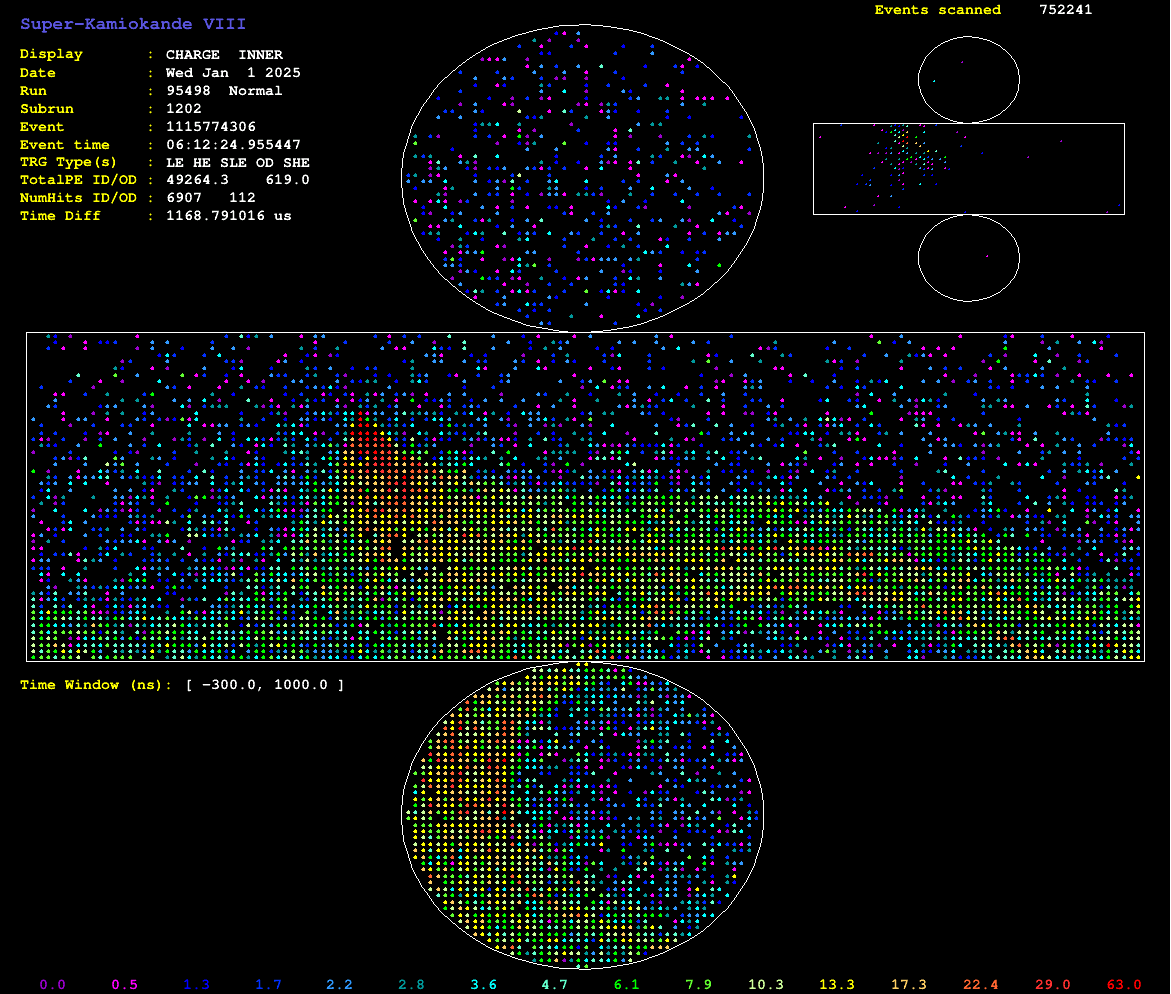 Super-Kamiokande VIII
Events scanned 752241
Display : CHARGE INNER
Date : Wed Jan 1 2025
Run : 95498 Normal
Subrun : 1202
Event : 1115774306
Event time : 06:12:24.955447
TRG Type(s) : LE HE SLE OD SHE
TotalPE ID/OD : 49264.3 619.0
NumHits ID/OD : 6907 112
Time Diff : 1168.791016 us
Time Window (ns): [ −300.0, 1000.0 ]
0.0 0.5 1.3 1.7 2.2 2.8 3.6 4.7 6.1 7.9 10.3 13.3 17.3 22.4 29.0 63.0